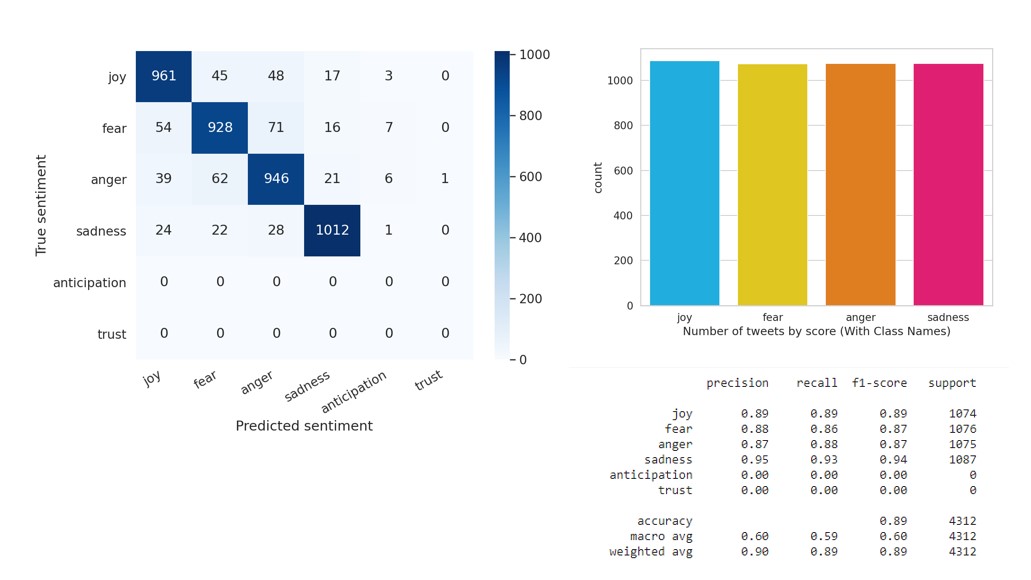 joy 961 45 48 17 3 0
fear 54 928 71 16 7 0
anger 39 62 946 21 6 1
sadness 24 22 28 1012 1 0
anticipation 0 0 0 0 0 0
trust 0 0 0 0 0 0
joy fear anger sadness anticipation trust
Predicted sentiment
True sentiment
1000
800
600
400
200
0
1000
800
600
400
200
0
count
joy fear anger sadness
Number of tweets by score (With Class Names)
precision recall f1-score support
joy 0.89 0.89 0.89 1074
fear 0.88 0.86 0.87 1076
anger 0.87 0.88 0.87 1075
sadness 0.95 0.93 0.94 1087
anticipation 0.00 0.00 0.00 0
trust 0.00 0.00 0.00 0
accuracy 0.89 4312
macro avg 0.60 0.59 0.60 4312
weighted avg 0.90 0.89 0.89 4312